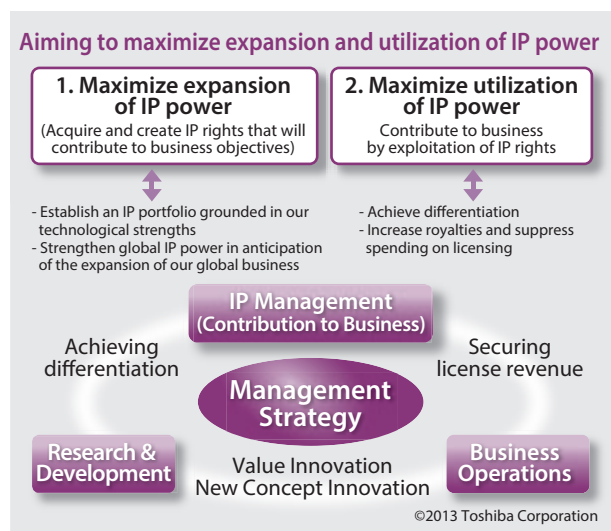 Aiming to maximize expansion and utilization of IP power
1. Maximize expansion
of IP power
(Acquire and create IP rights that will
contribute to business objectives)
2. Maximize utilization
of IP power
Contribute to business
by exploitation of IP rights
- Establish an IP portfolio grounded in our
technological strengths
- Strengthen global IP power in anticipation
of the expansion of our global business
- Achieve differentiation
- Increase royalties and suppress
spending on licensing
IP Management
(Contribution to Business)
Achieving
differentiation
Securing
license revenue
Management
Strategy
Research &
Development
Value Innovation
New Concept Innovation
Business
Operations
©2013 Toshiba Corporation